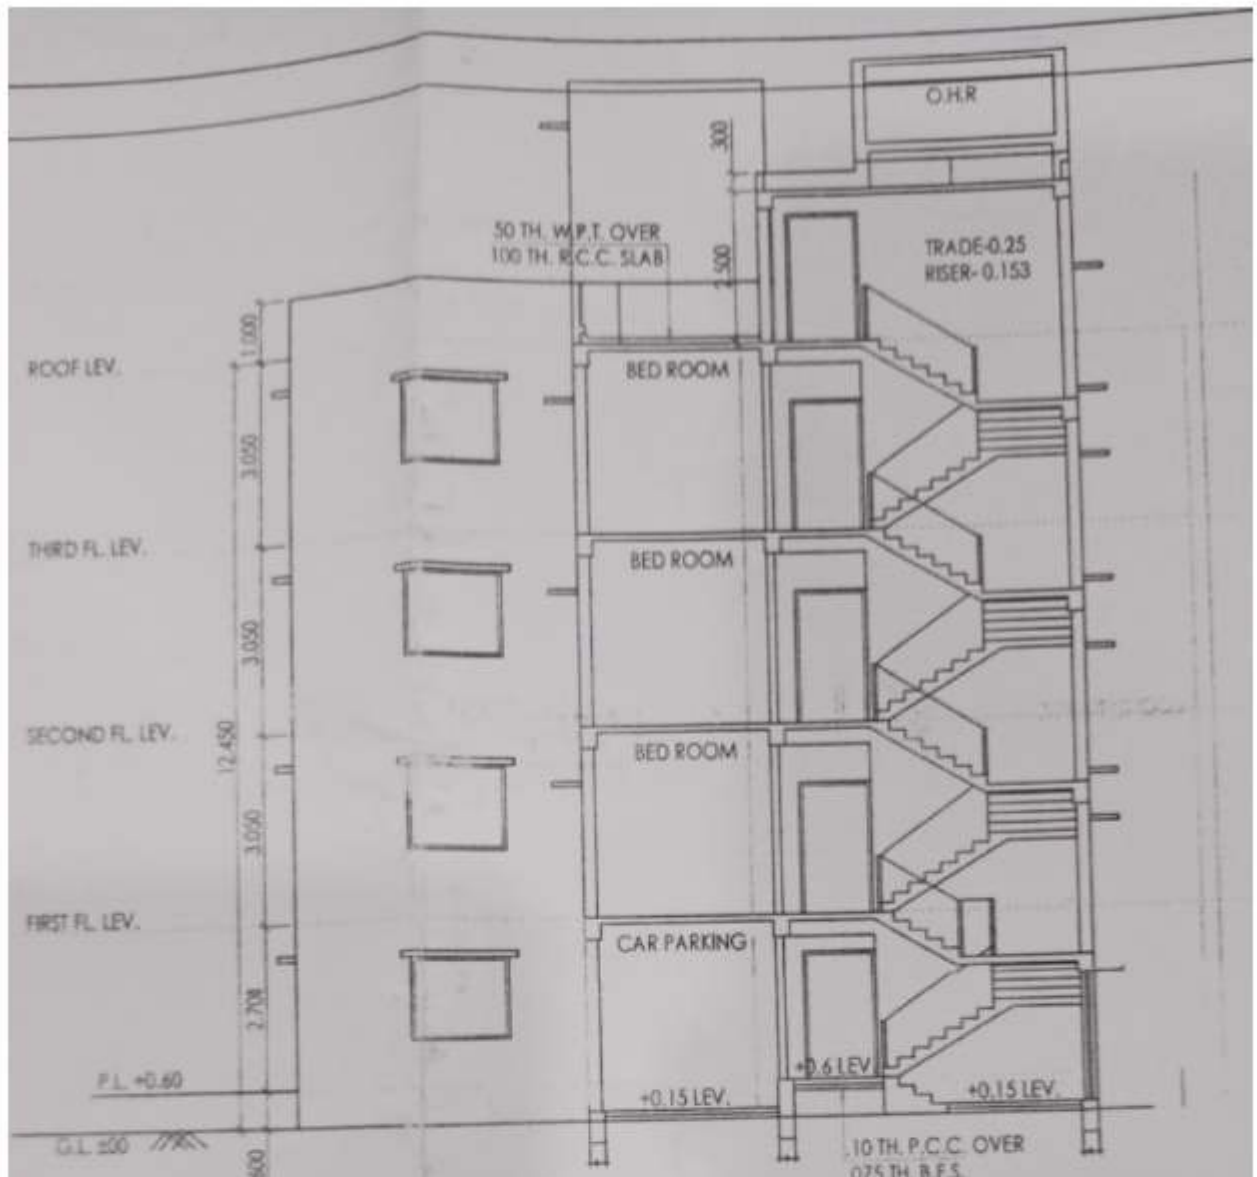 O.H.R
300
50 TH. W.P.T. OVER
100 TH. R.C.C. SLAB
2.500
TRADE-0.25
RISER- 0.153
1.000
ROOF LEV.
BED ROOM
3.050
THIRD FL. LEV.
BED ROOM
3.050
SECOND FL. LEV.
12.450
BED ROOM
3.050
FIRST FL. LEV.
CAR PARKING
2.708
P.L. +0.60
+0.6 LEV.
+0.15 LEV.
+0.15 LEV.
G.L. ±00
600
.10 TH. P.C.C. OVER
.075 TH. B.F.S.